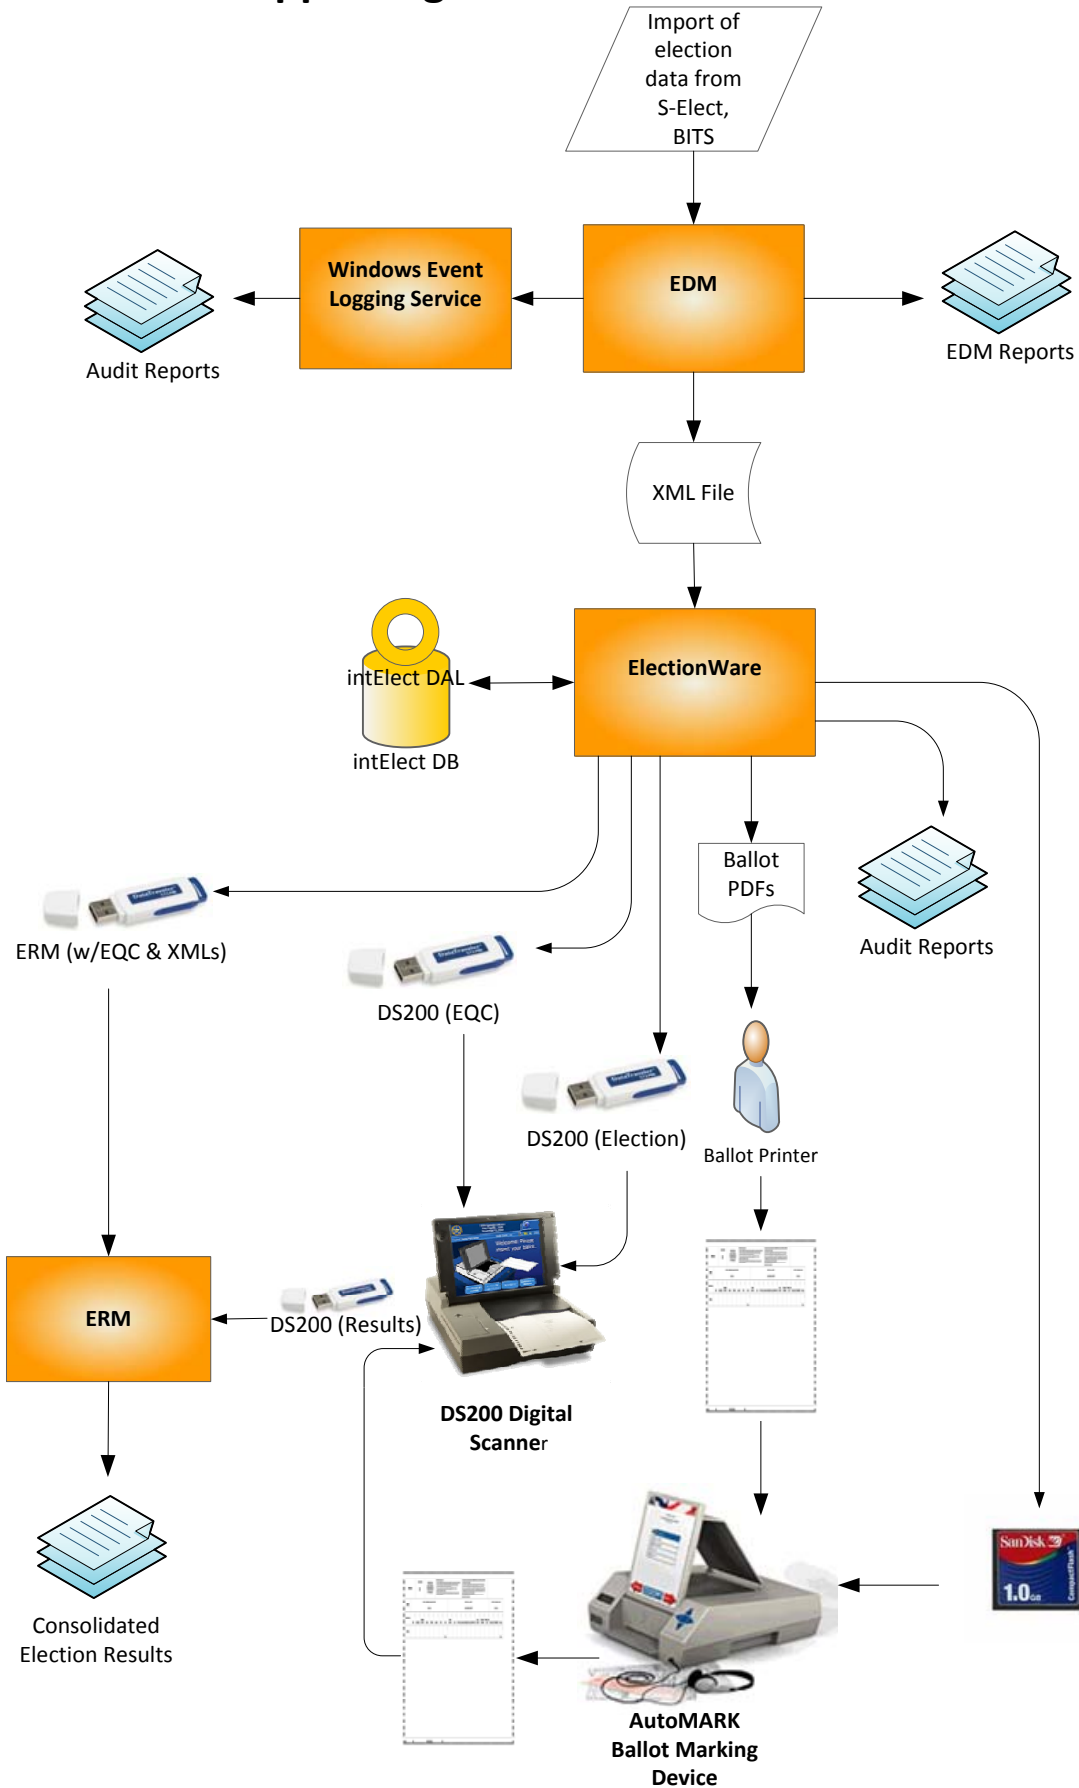 Import of
election
data from
S-Elect,
BITS
Windows Event
Logging Service
EDM
Audit Reports
EDM Reports
XML File
intElect DAL
ElectionWare
intElect DB
Ballot
PDFs
ERM (w/EQC & XMLs)
Audit Reports
DS200 (EQC)
DS200 (Election)
Ballot Printer
ERM
DS200 (Results)
DS200 Digital
Scanner
SanDisk
CompactFlash
1.0GB
Consolidated
Election Results
AutoMARK
Ballot Marking
Device